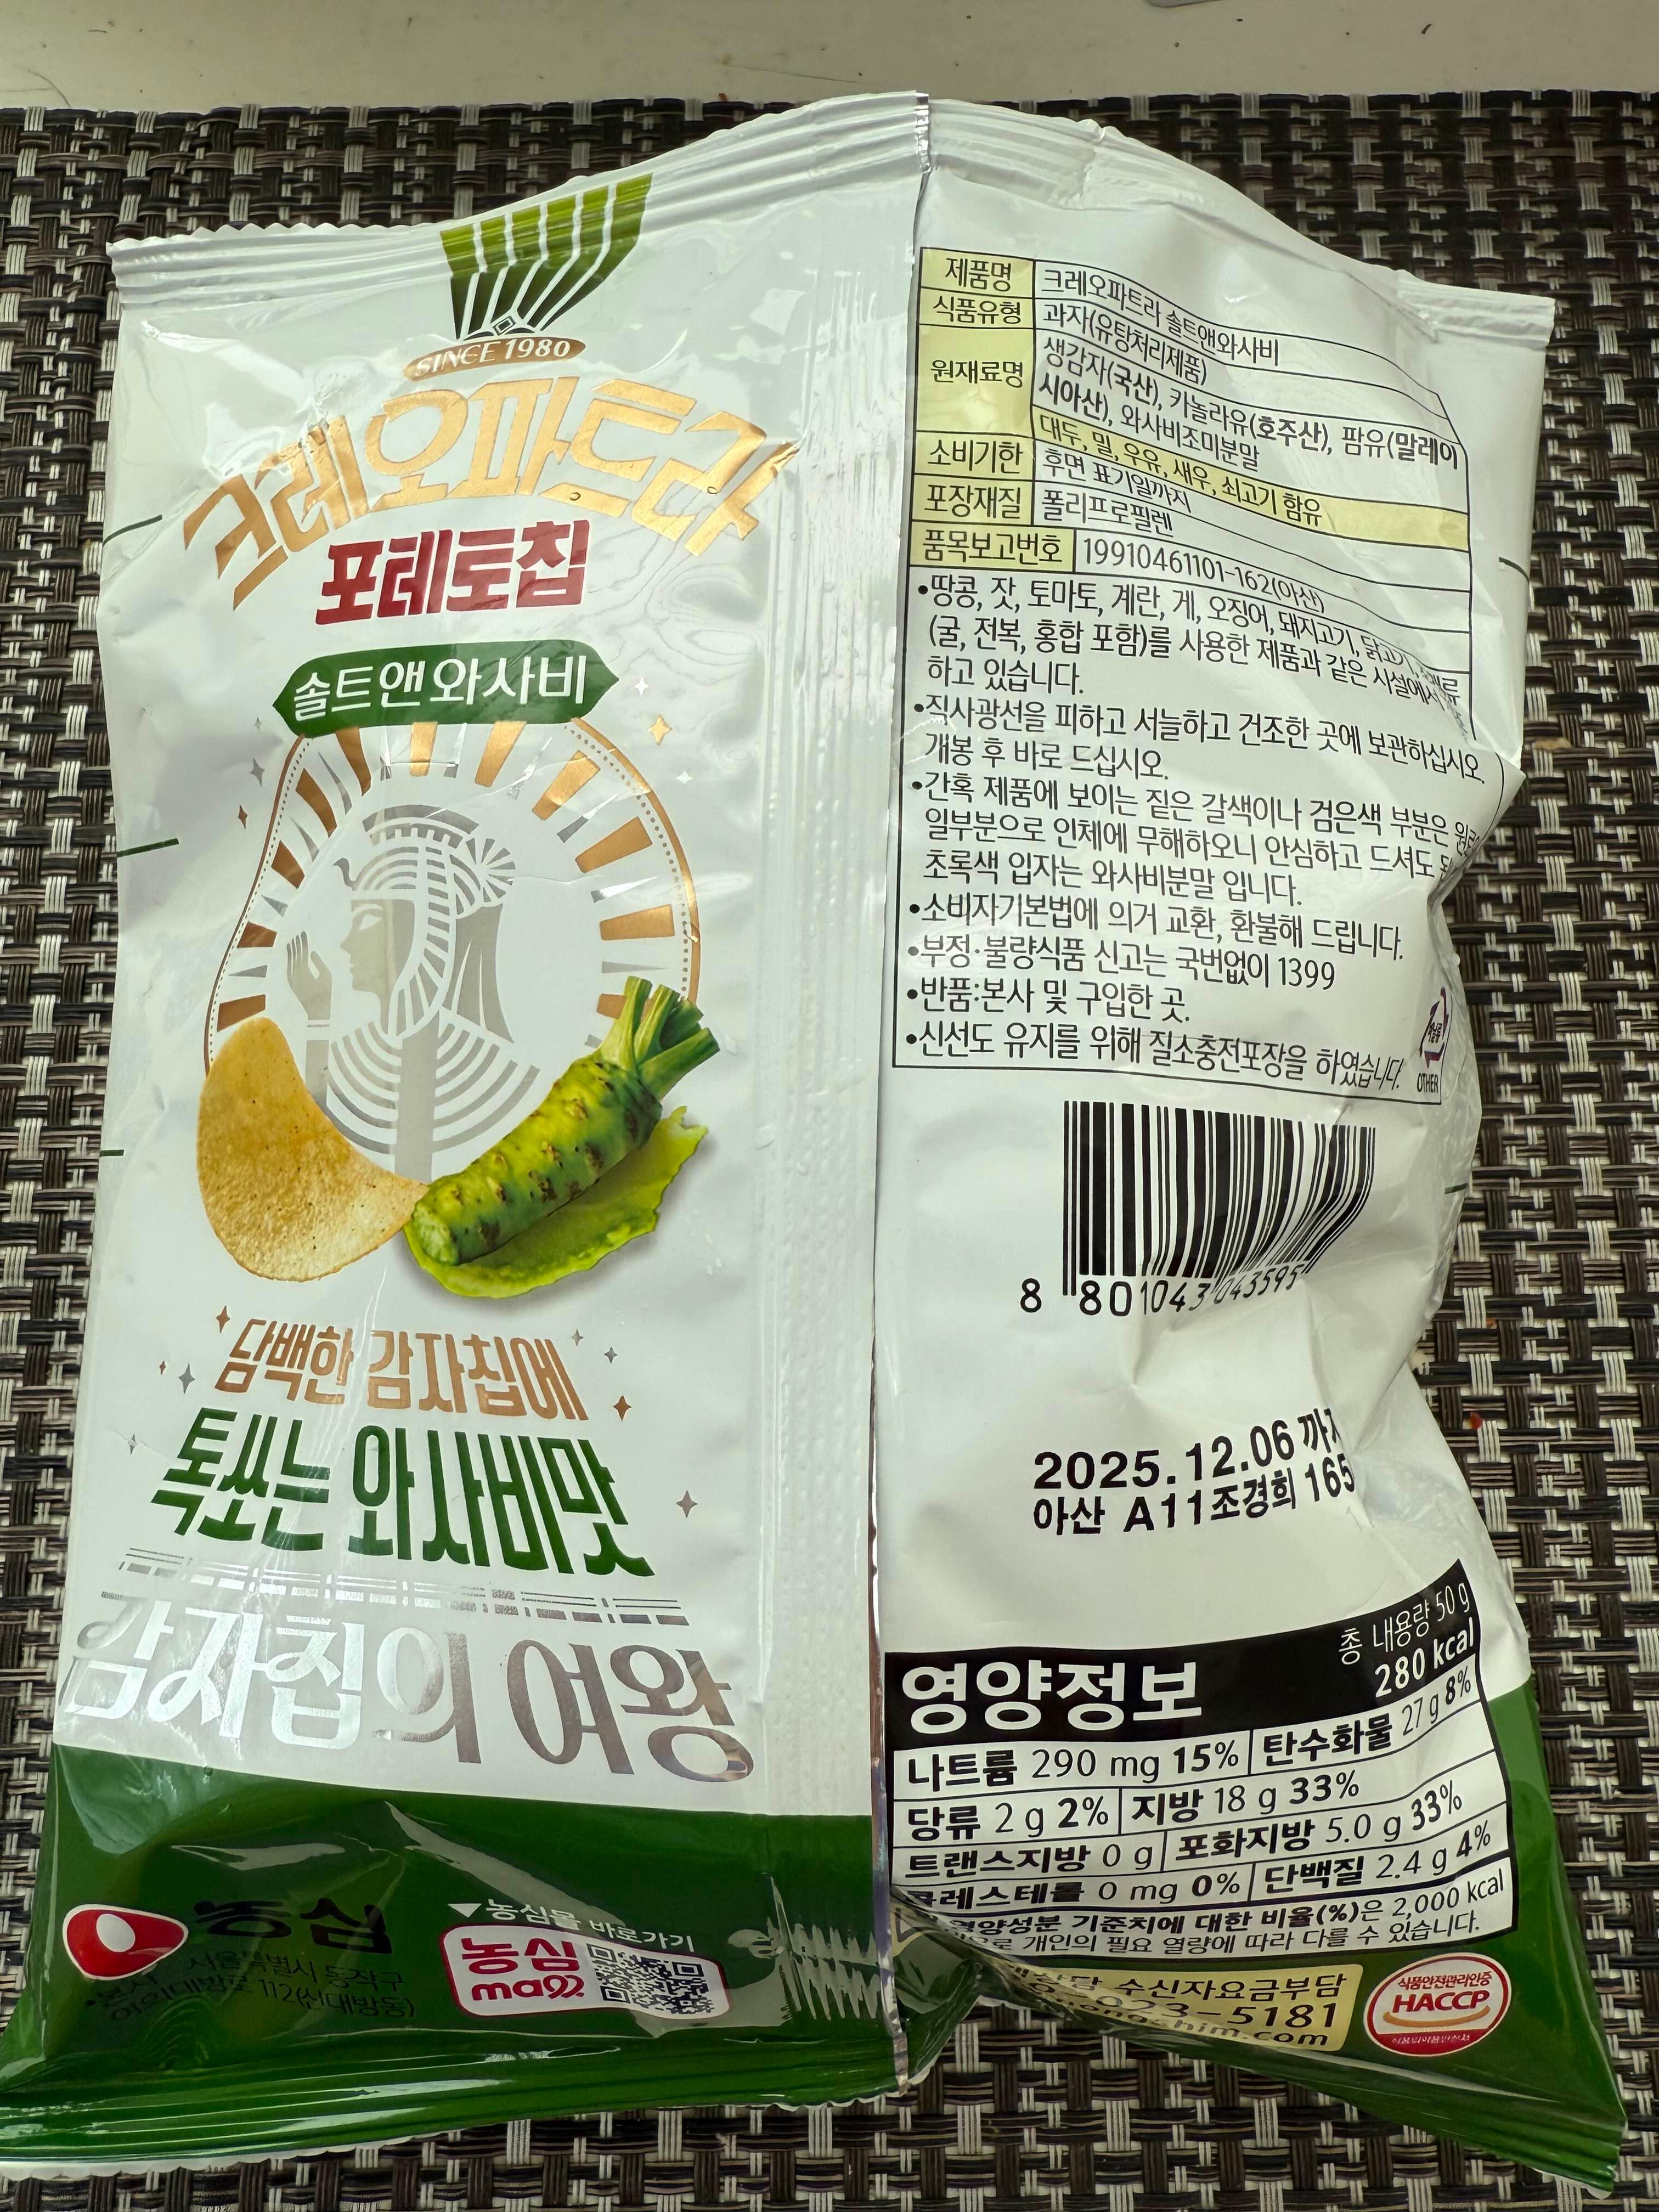 SINCE 1980
크레오파트라
포테토칩
솔트앤와사비
담백한 감자칩에
톡쏘는 와사비맛
감자칩의 여왕
농심
서울특별시 동작구
여의대방로 112(신대방동)
▼농심몰 바로가기
농심
mall
제품명 크레오파트라 솔트앤와사비
식품유형 과자(유탕처리제품)
원재료명 생감자(국산), 카놀라유(호주산), 팜유(말레이
시아산), 와사비조미분말
대두, 밀, 우유, 새우, 쇠고기 함유
소비기한 후면 표기일까지
포장재질 폴리프로필렌
품목보고번호 19910461101-162(아산)
•땅콩, 잣, 토마토, 계란, 게, 오징어, 돼지고기,
(굴, 전복, 홍합 포함)를 사용한 제품과 같은 시설에서
하고 있습니다.
•직사광선을 피하고 서늘하고 건조한 곳에 보관하십시오.
개봉 후 바로 드십시오.
•간혹 제품에 보이는 짙은 갈색이나 검은색 부분은
일부분으로 인체에 무해하오니 안심하고 드셔도
초록색 입자는 와사비분말 입니다.
•소비자기본법에 의거 교환, 환불해 드립니다.
•부정·불량식품 신고는 국번없이 1399
•반품:본사 및 구입한 곳.
•신선도 유지를 위해 질소충전포장을 하였습니다.
비닐류
OTHER
8 801043 043595
2025.12.06 까지
아산 A11조경희 165
영양정보
총 내용량 50 g
280 kcal
나트륨 290 mg 15% 탄수화물 27 g 8%
당류 2 g 2% 지방 18 g 33%
트랜스지방 0 g 포화지방 5.0 g 33%
콜레스테롤 0 mg 0% 단백질 2.4 g 4%
영양성분 기준치에 대한 비율(%)은 2,000 kcal
개인의 필요 열량에 따라 다를 수 있습니다.
수신자요금부담
023-5181
식품안전관리인증
HACCP